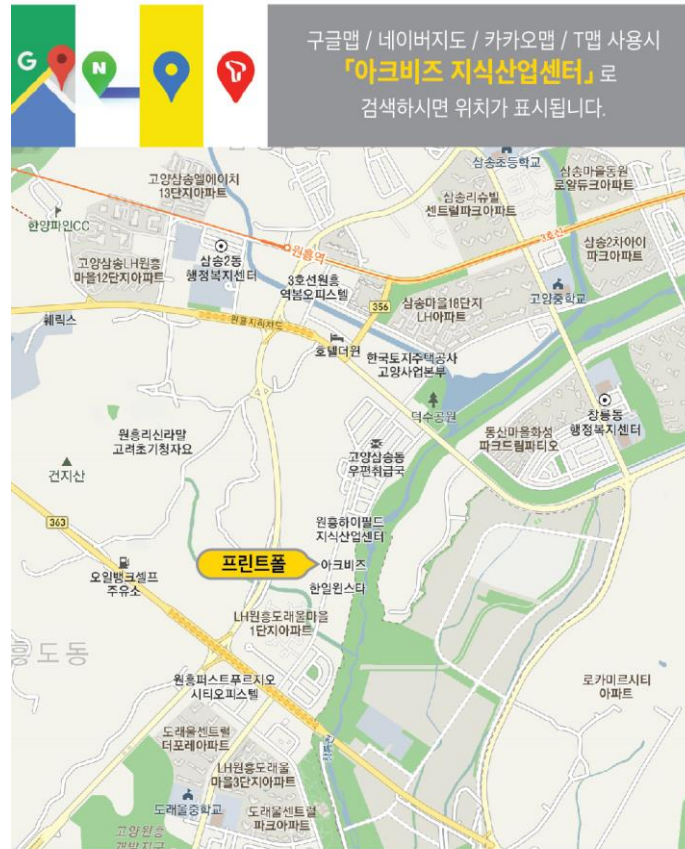 G
N
구글맵 / 네이버지도 / 카카오맵 / T맵 사용시
「아크비즈 지식산업센터」로
검색하시면 위치가 표시됩니다.
삼송초등학교
고양삼송엘에이치
13단지아파트
삼송마을동원
로얄듀크아파트
삼송리슈빌
센트럴파크아파트
한양파인CC
원흥역
3호선
삼송2차아이
파크아파트
고양삼송LH원흥
마을12단지아파트
삼송2동
행정복지센터
3호선원흥
역봄오피스텔
고양중학교
356
삼송마을18단지
LH아파트
훼릭스
원흥지하차도
호텔더원
한국토지주택공사
고양사업본부
덕수공원
창릉동
행정복지센터
원흥리신라말
고려초기청자요
동산마을화성
파크드림파티오
고양삼송동
우편취급국
건지산
363
원흥하이필드
지식산업센터
프린트폴
아크비즈
오일뱅크셀프
주유소
한일윈스타
LH원흥도래울마을
1단지아파트
흥도동
원흥퍼스트푸르지오
시티오피스텔
로카미르시티
아파트
도래울센트럴
더포레아파트
LH원흥도래울
마을3단지아파트
도래울중학교
도래울센트럴
파크아파트
고양원흥